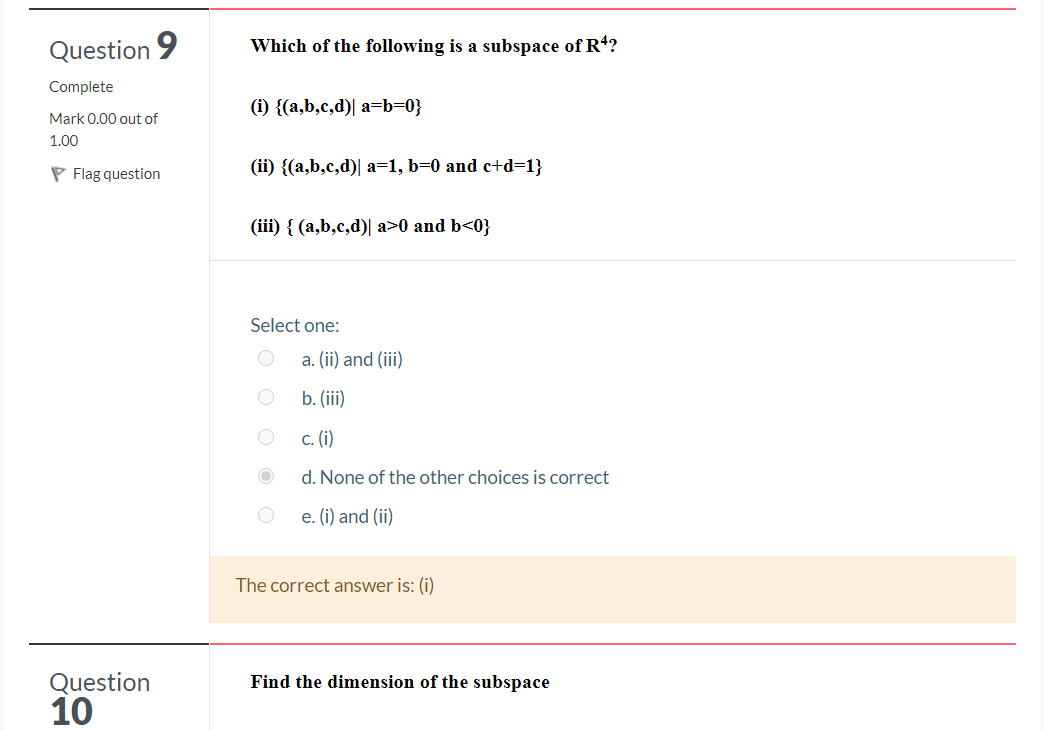 Question 9
Complete
Mark 0.00 out of
1.00
Flag question
Which of the following is a subspace of R⁴?
(i) {(a,b,c,d)| a=b=0}
(ii) {(a,b,c,d)| a=1, b=0 and c+d=1}
(iii) { (a,b,c,d)| a>0 and b<0}
Select one:
a. (ii) and (iii)
b. (iii)
c. (i)
d. None of the other choices is correct
e. (i) and (ii)
The correct answer is: (i)
Question
10
Find the dimension of the subspace